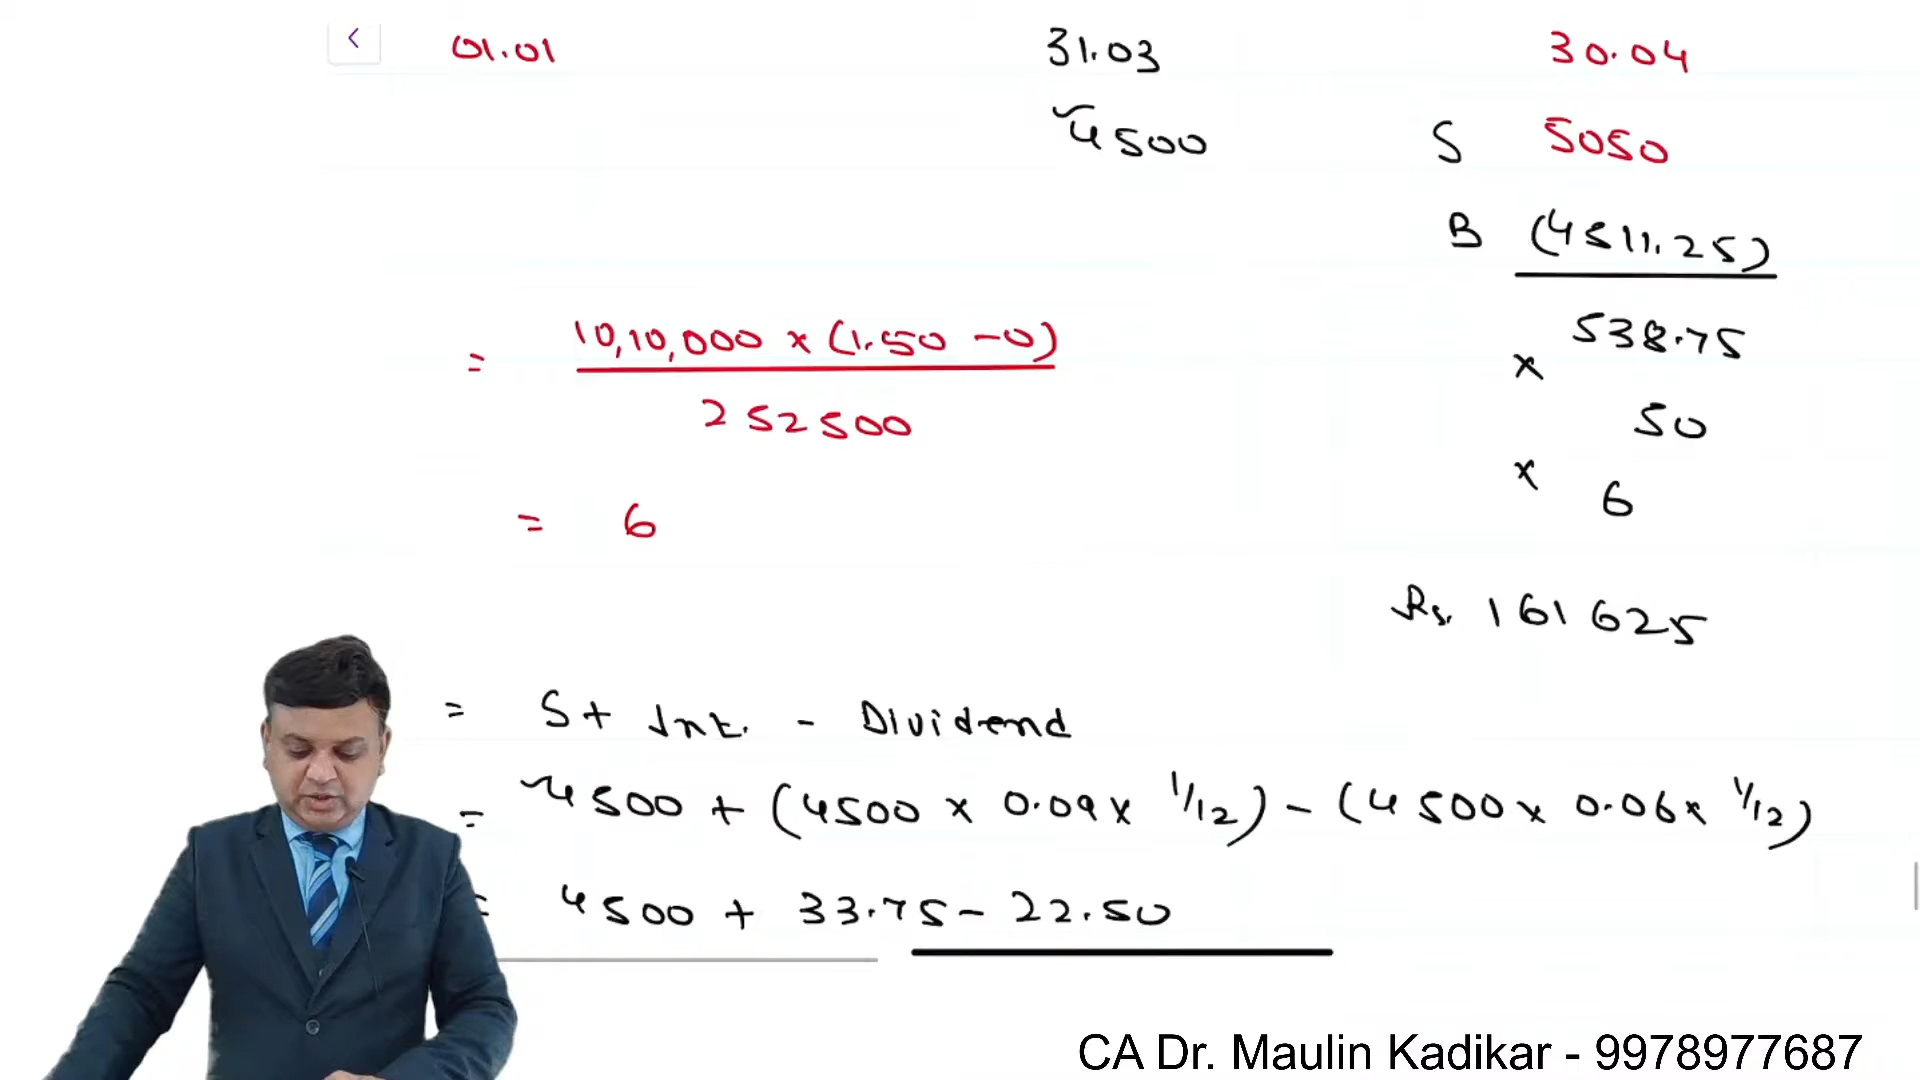 01.01 31.03 30.04
4500 S 5050
B (4511.25)
= 10,10,000 × (1.50 - 0)
252500
538.75
× 50
= 6
× 6
Rs. 161625
= S + Int. - Dividend
= 4500 + (4500 × 0.09 × 1/12) - (4500 × 0.06 × 1/12)
= 4500 + 33.75 - 22.50
CA Dr. Maulin Kadikar - 9978977687